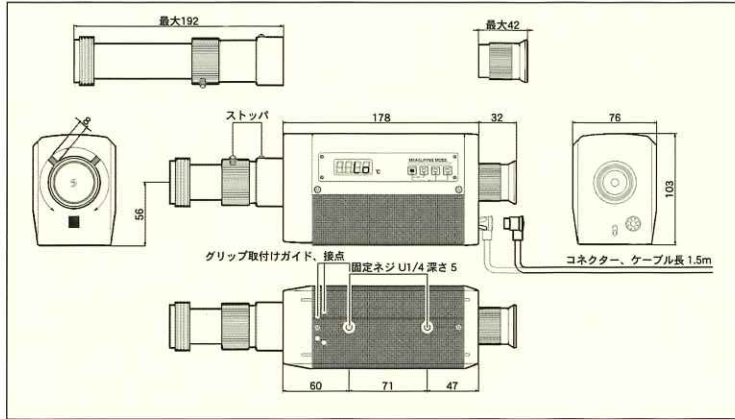 最大192
最大42
ストッパ
178
32
76
8
Lo
℃
MEASURING MODE
56
103
グリップ取付けガイド、接点
固定ネジ U1/4 深さ 5
コネクター、ケーブル長 1.5m
60
71
47